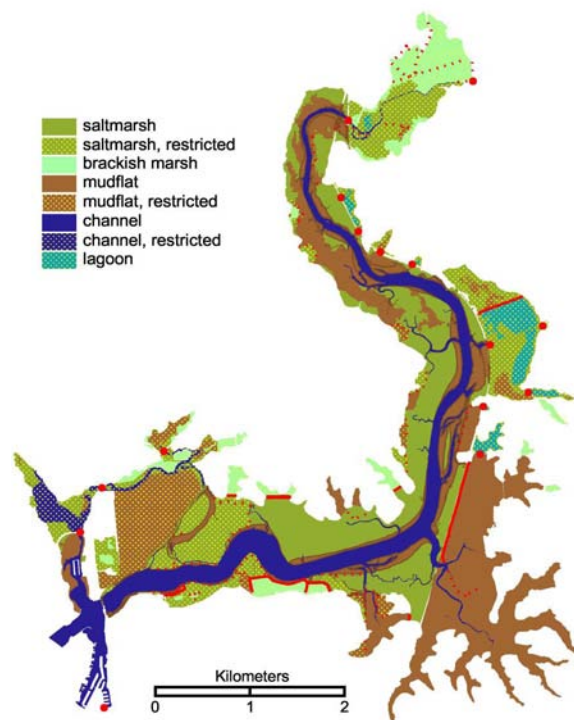 saltmarsh
saltmarsh, restricted
brackish marsh
mudflat
mudflat, restricted
channel
channel, restricted
lagoon
Kilometers
0 1 2